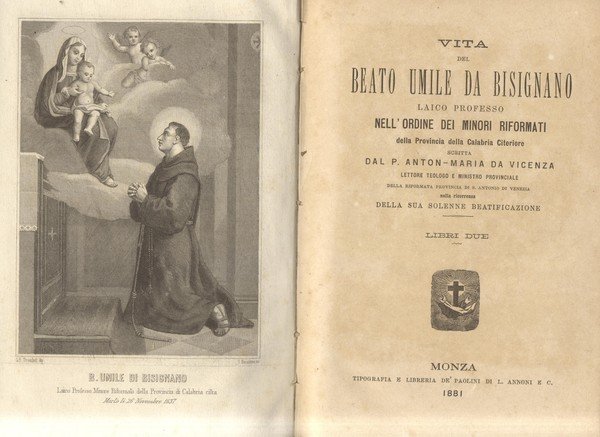 B. UMILE DI BISIGNANO
Laico Professo Minore Riformato della Provincia di Calabria citra
Morto li 26 Novembre 1637
VITA
DEL
BEATO UMILE DA BISIGNANO
LAICO PROFESSO
NELL'ORDINE DEI MINORI RIFORMATI
della Provincia della Calabria Citeriore
SCRITTA
DAL P. ANTON-MARIA DA VICENZA
LETTORE TEOLOGO E MINISTRO PROVINCIALE
DELLA RIFORMATA PROVINCIA DI S. ANTONIO DI VENEZIA
nella ricorrenza
DELLA SUA SOLENNE BEATIFICAZIONE
LIBRI DUE
MONZA
TIPOGRAFIA E LIBRERIA DE' PAOLINI DI L. ANNONI E C.
1881